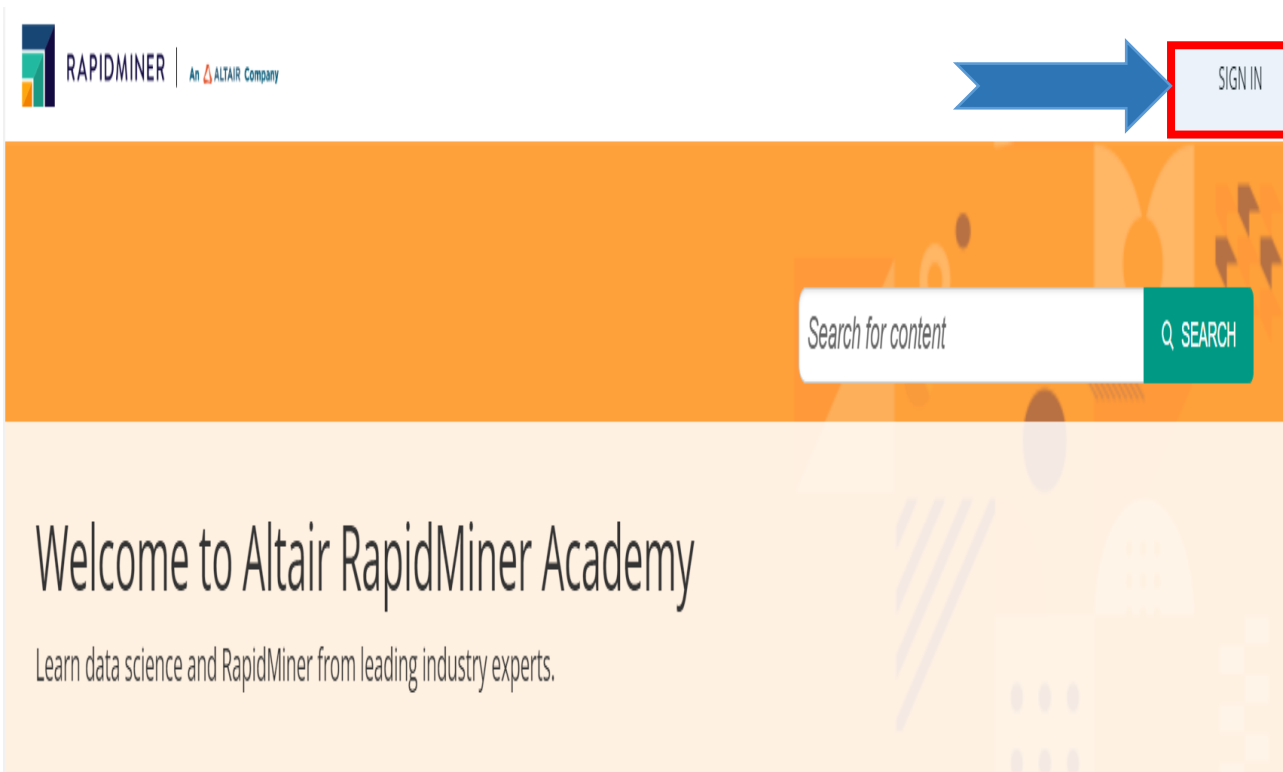 RAPIDMINER An ALTAIR Company
SIGN IN
Search for content
SEARCH
Welcome to Altair RapidMiner Academy
Learn data science and RapidMiner from leading industry experts.